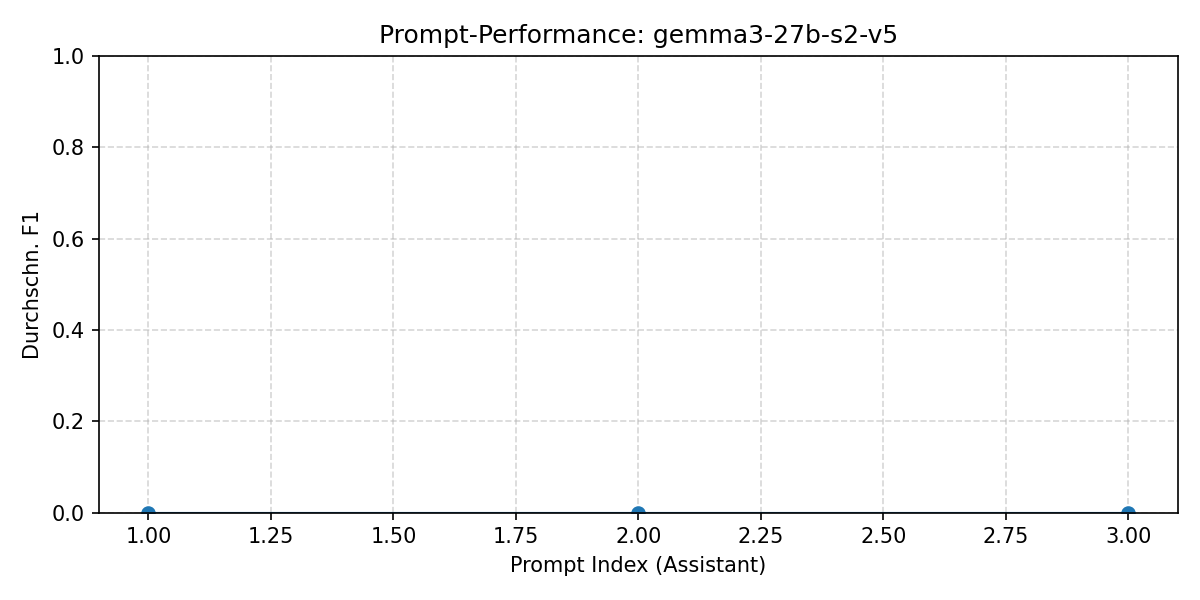 Prompt-Performance: gemma3-27b-s2-v5
1.0
0.8
0.6
0.4
0.2
0.0
Durchschn. F1
1.00 1.25 1.50 1.75 2.00 2.25 2.50 2.75 3.00
Prompt Index (Assistant)